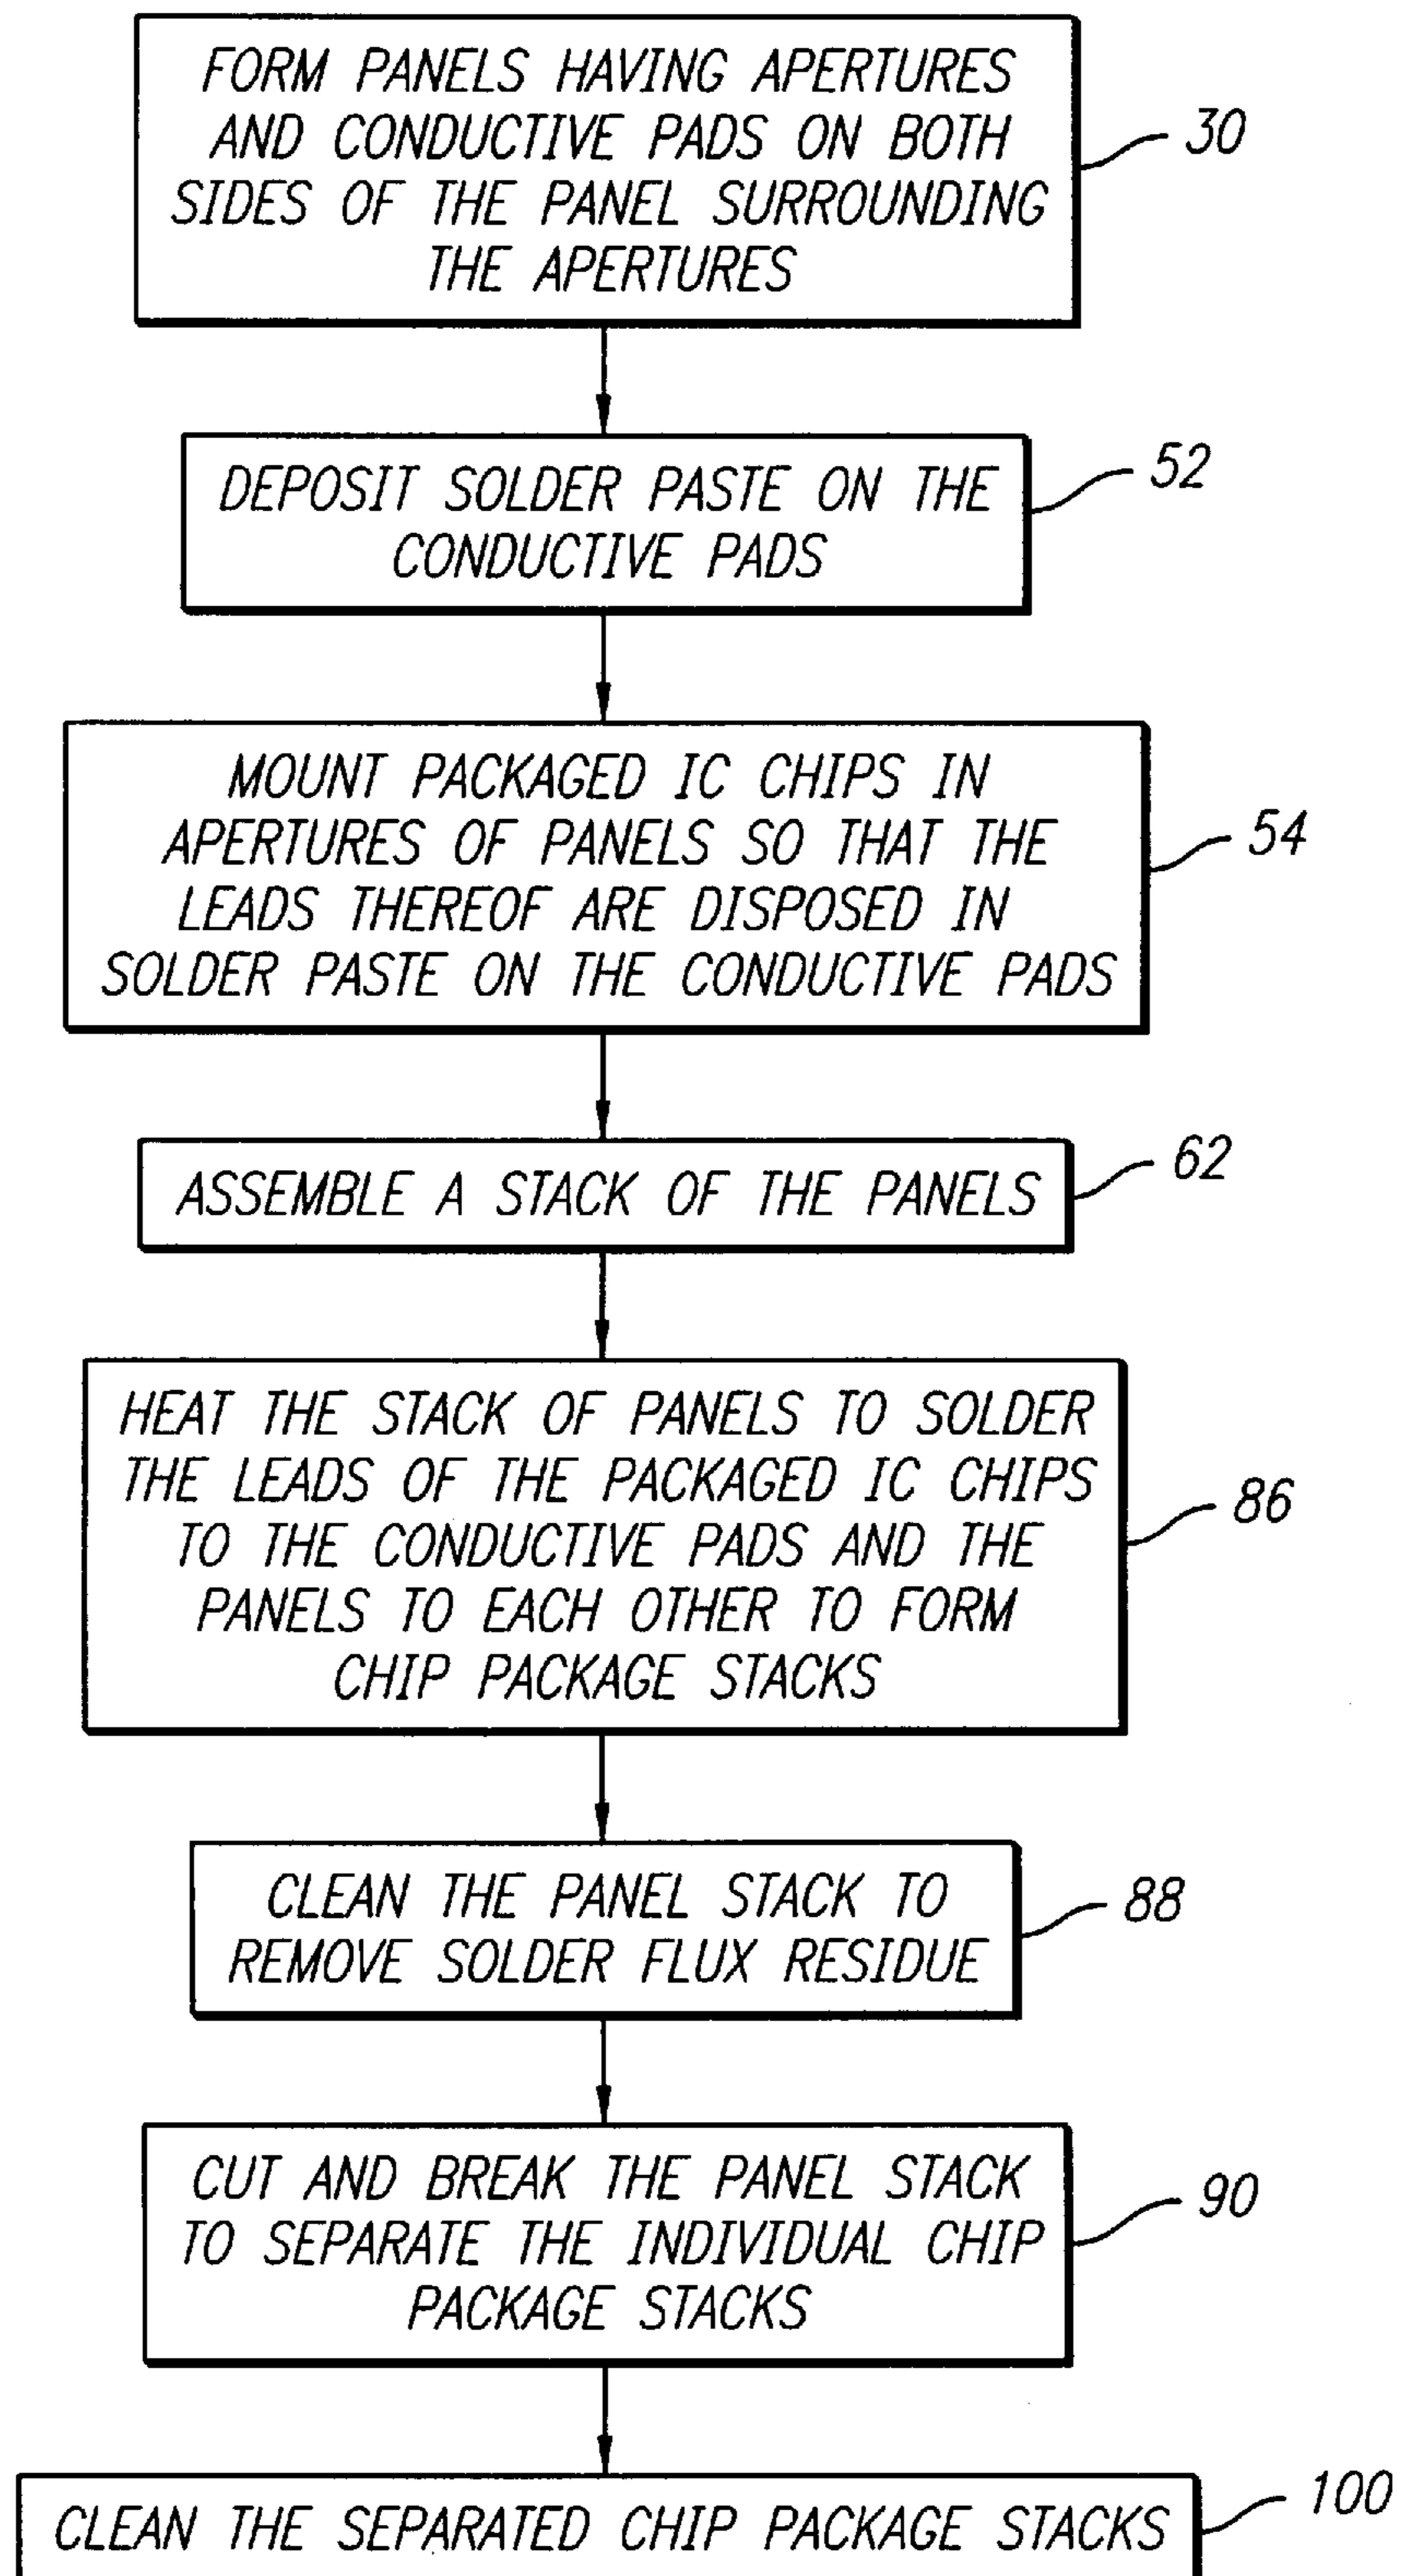 FORM PANELS HAVING APERTURES
AND CONDUCTIVE PADS ON BOTH
SIDES OF THE PANEL SURROUNDING
THE APERTURES
30
DEPOSIT SOLDER PASTE ON THE
CONDUCTIVE PADS
52
MOUNT PACKAGED IC CHIPS IN
APERTURES OF PANELS SO THAT THE
LEADS THEREOF ARE DISPOSED IN
SOLDER PASTE ON THE CONDUCTIVE PADS
54
ASSEMBLE A STACK OF THE PANELS
62
HEAT THE STACK OF PANELS TO SOLDER
THE LEADS OF THE PACKAGED IC CHIPS
TO THE CONDUCTIVE PADS AND THE
PANELS TO EACH OTHER TO FORM
CHIP PACKAGE STACKS
86
CLEAN THE PANEL STACK TO
REMOVE SOLDER FLUX RESIDUE
88
CUT AND BREAK THE PANEL STACK
TO SEPARATE THE INDIVIDUAL CHIP
PACKAGE STACKS
90
CLEAN THE SEPARATED CHIP PACKAGE STACKS
100